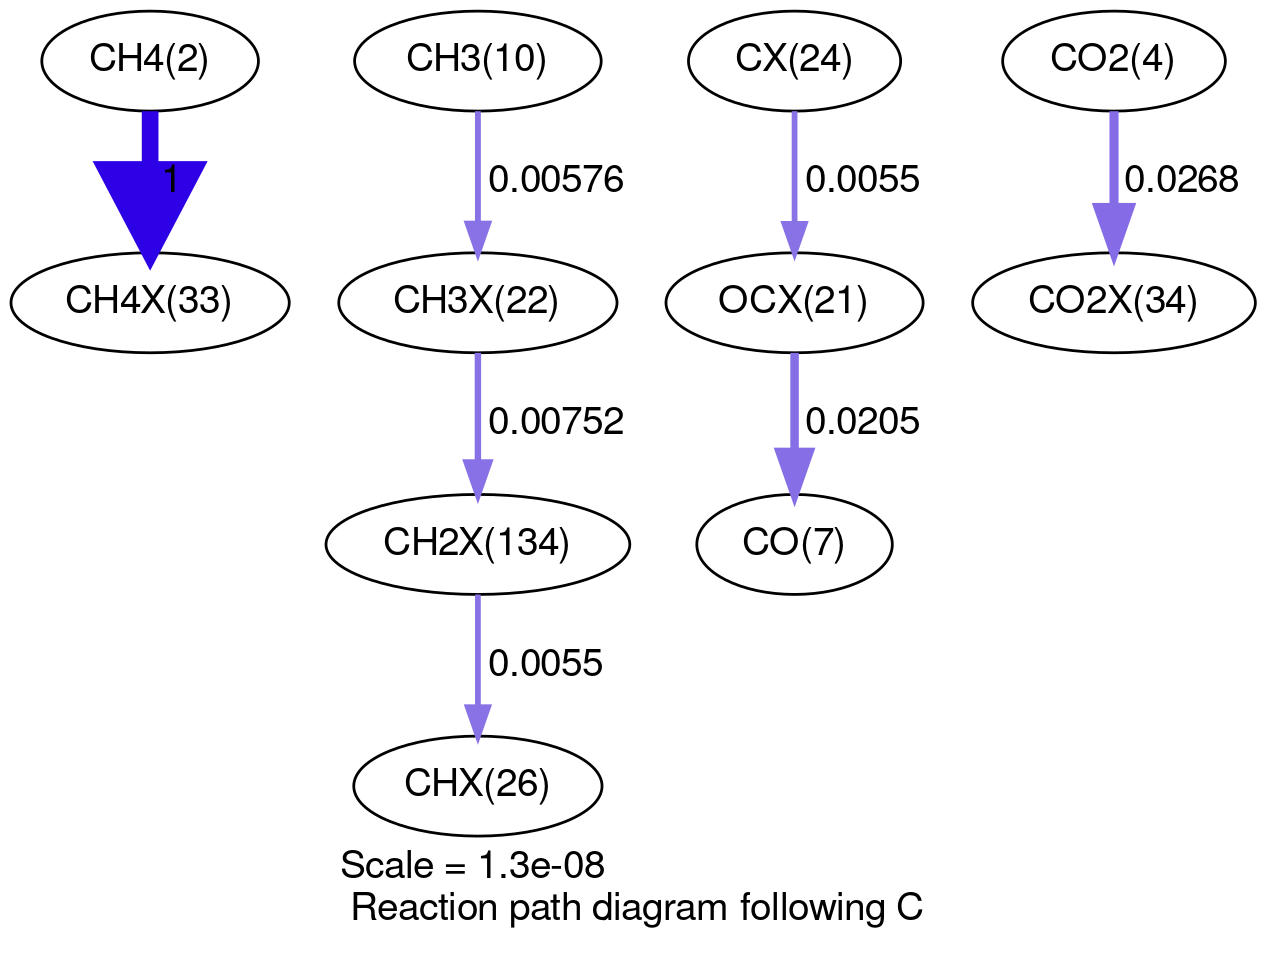 CH4(2)
CH3(10)
CX(24)
CO2(4)
1
0.00576
0.0055
0.0268
CH4X(33)
CH3X(22)
OCX(21)
CO2X(34)
0.00752
0.0205
CH2X(134)
CO(7)
0.0055
CHX(26)
Scale = 1.3e-08
Reaction path diagram following C